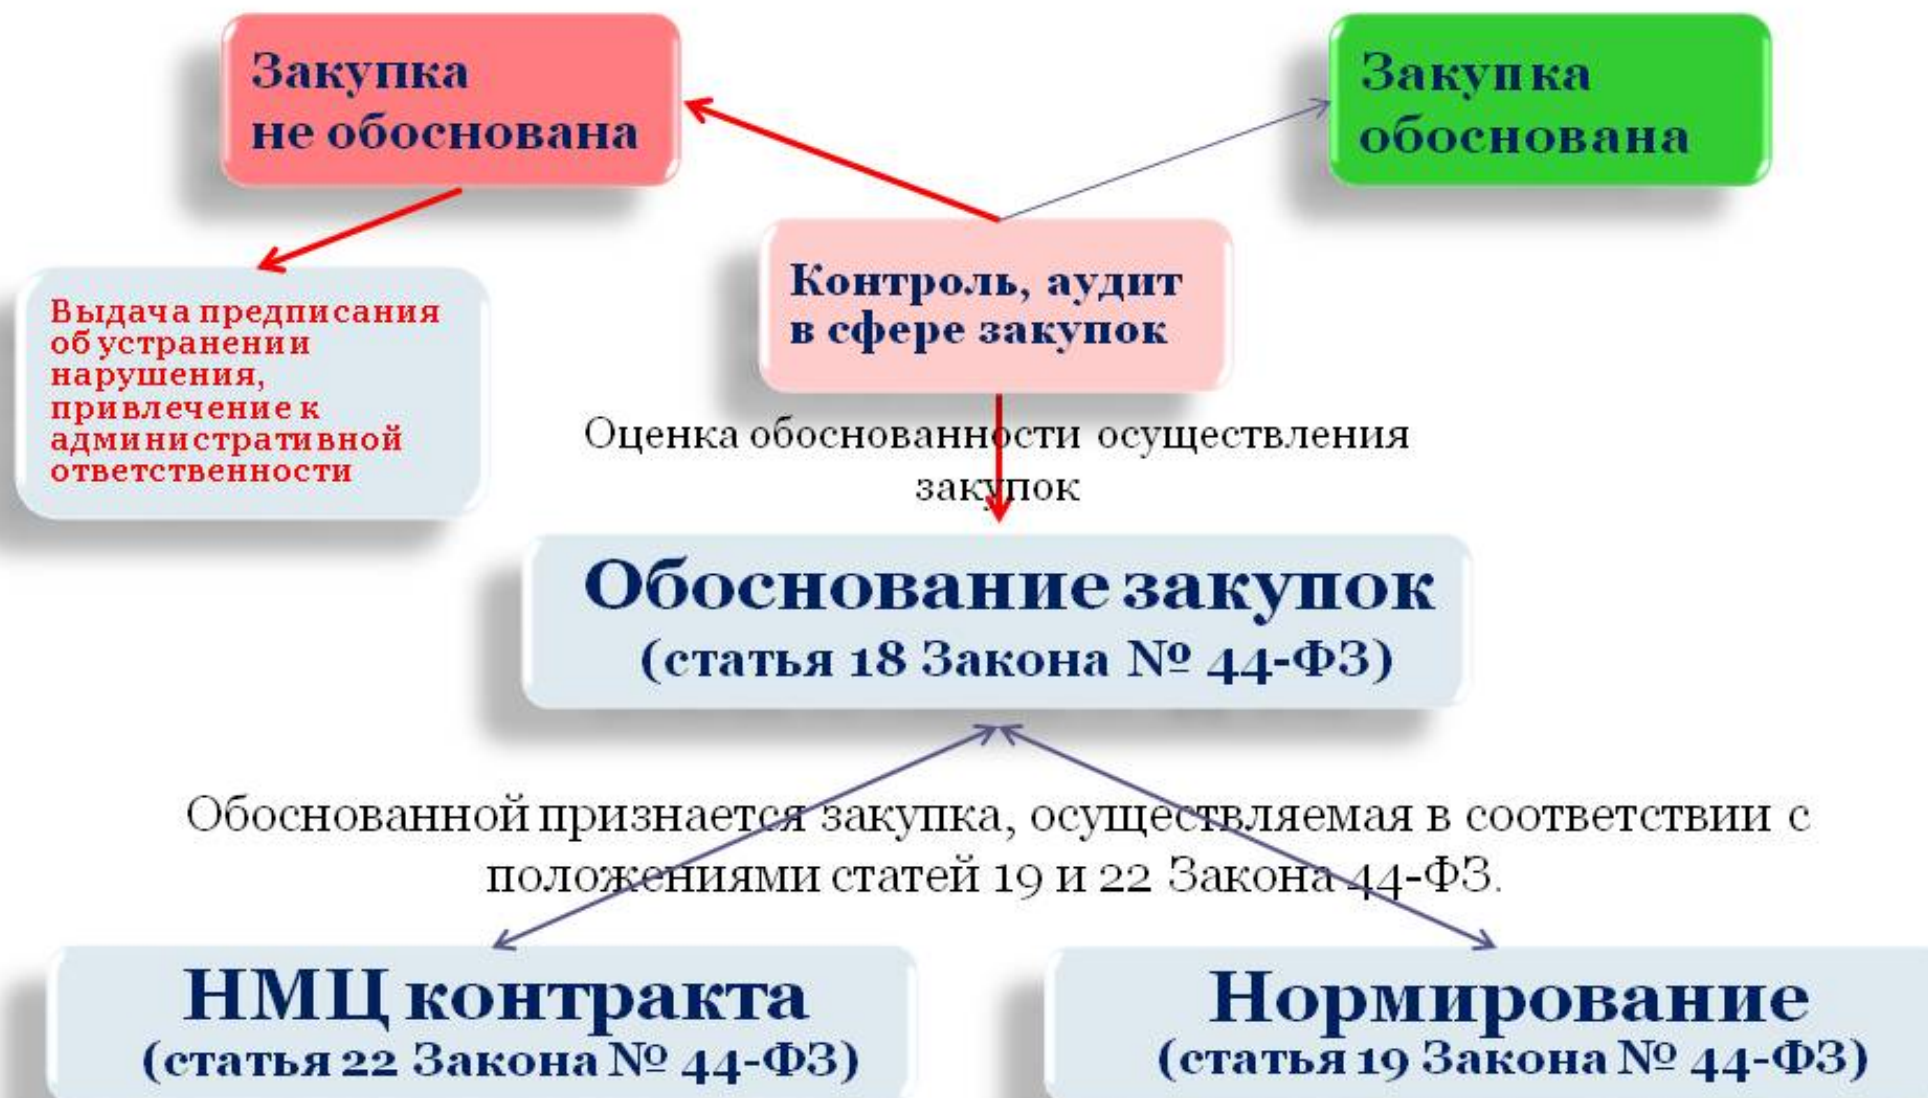 Закупка
не обоснована
Закупка
обоснована
Контроль, аудит
в сфере закупок
Выдача предписания
об устранении
нарушения,
привлечение к
административной
ответственности
Оценка обоснованности осуществления
закупок
Обоснование закупок
(статья 18 Закона № 44-ФЗ)
Обоснованной признается закупка, осуществляемая в соответствии с
положениями статей 19 и 22 Закона 44-ФЗ.
НМЦ контракта
(статья 22 Закона № 44-ФЗ)
Нормирование
(статья 19 Закона № 44-ФЗ)